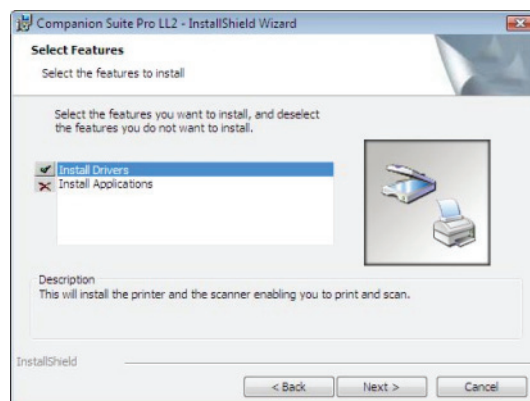 Companion Suite Pro LL2 - InstallShield Wizard
Select Features
Select the features to install
Select the features you want to install, and deselect
the features you do not want to install.
Install Drivers
Install Applications
Description
This will install the printer and the scanner enabling you to print and scan.
InstallShield
< Back
Next >
Cancel